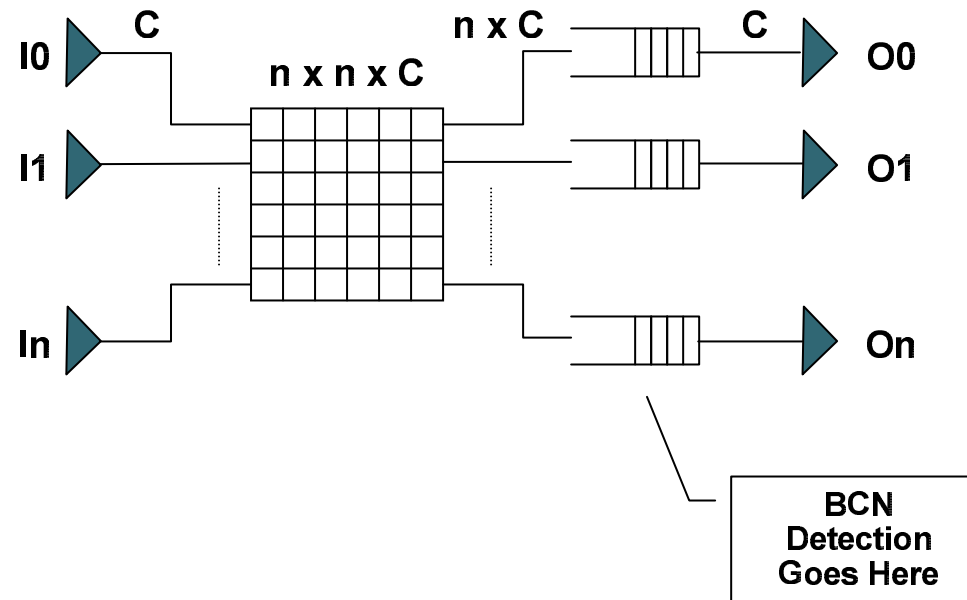 C
n x C
C
I0
O0
n x n x C
I1
O1
In
On
BCN
Detection
Goes Here